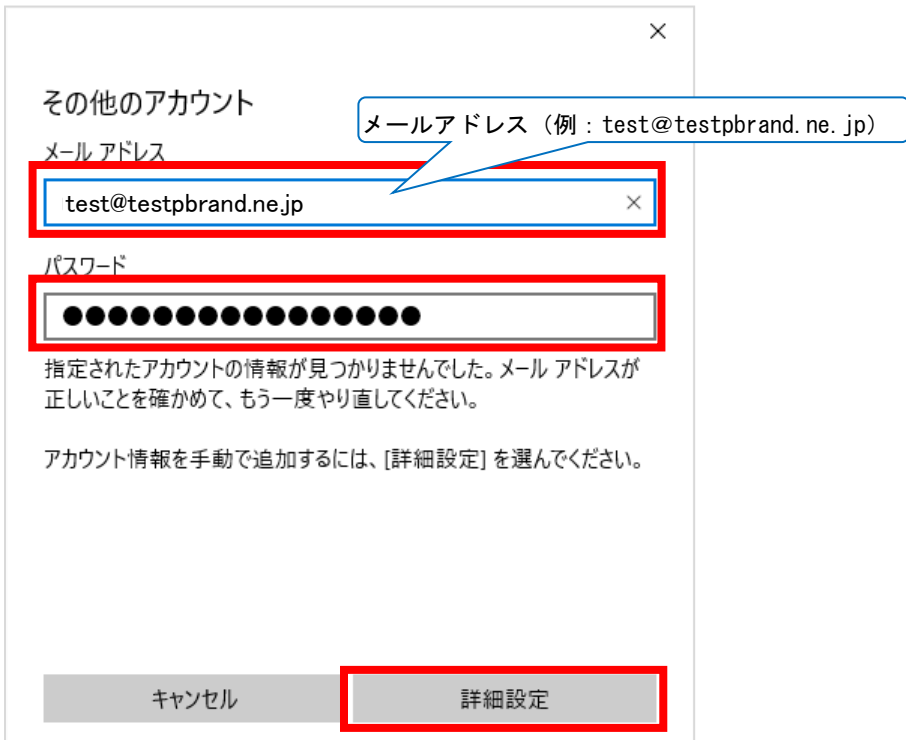 その他のアカウント
メールアドレス（例：test@testpbrand.ne.jp）
メール アドレス
test@testpbrand.ne.jp
パスワード
●●●●●●●●●●●●●●●●
指定されたアカウントの情報が見つかりませんでした。メール アドレスが
正しいことを確かめて、もう一度やり直してください。
アカウント情報を手動で追加するには、[詳細設定] を選んでください。
キャンセル
詳細設定